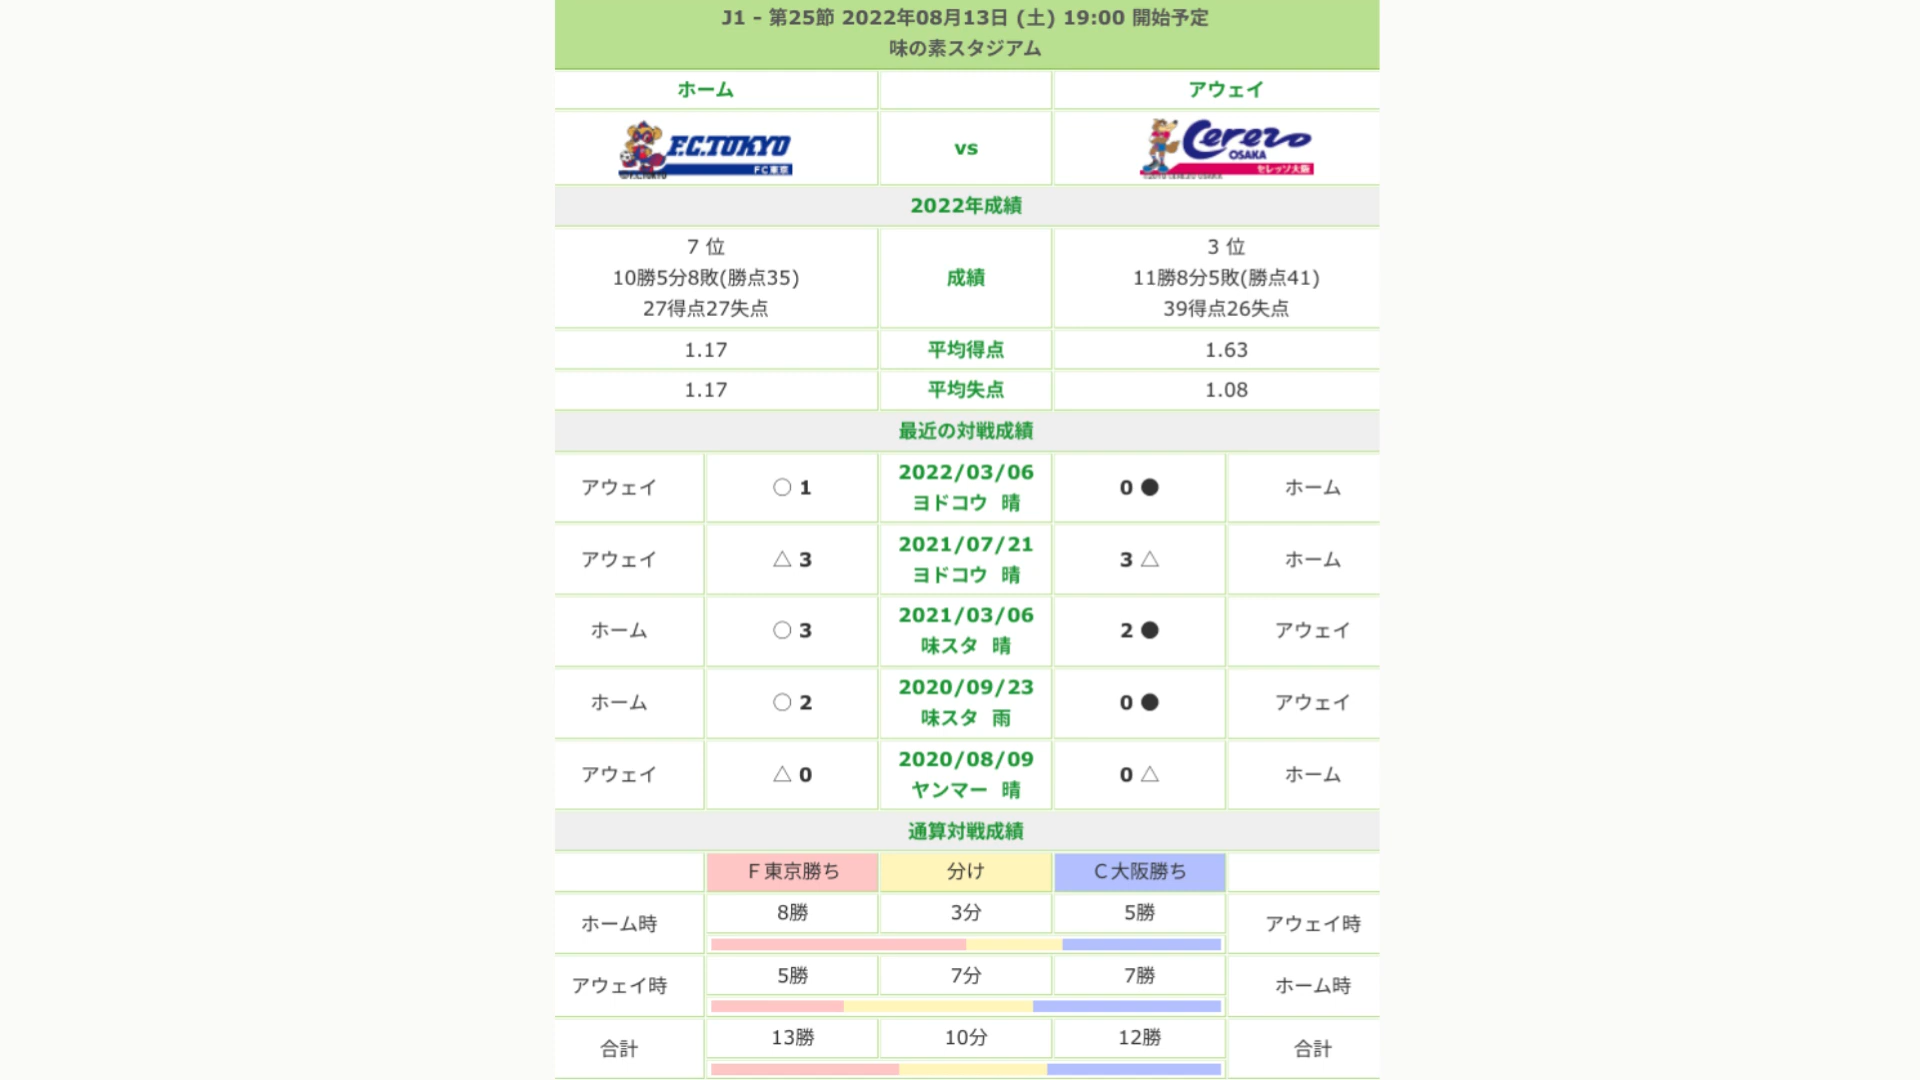 J1 - 第25節 2022年08月13日 (土) 19:00 開始予定
味の素スタジアム
ホーム アウェイ
F.C.TOKYO
FC東京
vs
Cerezo
OSAKA
セレッソ大阪
2022年成績
7 位
10勝5分8敗(勝点35)
27得点27失点
成績
3 位
11勝8分5敗(勝点41)
39得点26失点
1.17 平均得点 1.63
1.17 平均失点 1.08
最近の対戦成績
アウェイ ○ 1 2022/03/06 0 ● ホーム
ヨドコウ 晴
アウェイ △ 3 2021/07/21 3 △ ホーム
ヨドコウ 晴
ホーム ○ 3 2021/03/06 2 ● アウェイ
味スタ 晴
ホーム ○ 2 2020/09/23 0 ● アウェイ
味スタ 雨
アウェイ △ 0 2020/08/09 0 △ ホーム
ヤンマー 晴
通算対戦成績
F東京勝ち 分け C大阪勝ち
ホーム時 8勝 3分 5勝 アウェイ時
アウェイ時 5勝 7分 7勝 ホーム時
合計 13勝 10分 12勝 合計